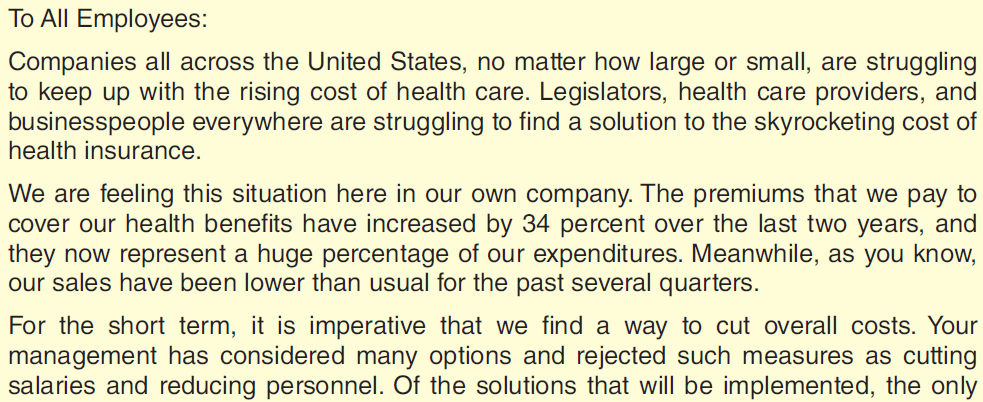 To All Employees:
Companies all across the United States, no matter how large or small, are struggling
to keep up with the rising cost of health care. Legislators, health care providers, and
businesspeople everywhere are struggling to find a solution to the skyrocketing cost of
health insurance.
We are feeling this situation here in our own company. The premiums that we pay to
cover our health benefits have increased by 34 percent over the last two years, and
they now represent a huge percentage of our expenditures. Meanwhile, as you know,
our sales have been lower than usual for the past several quarters.
For the short term, it is imperative that we find a way to cut overall costs. Your
management has considered many options and rejected such measures as cutting
salaries and reducing personnel. Of the solutions that will be implemented, the only